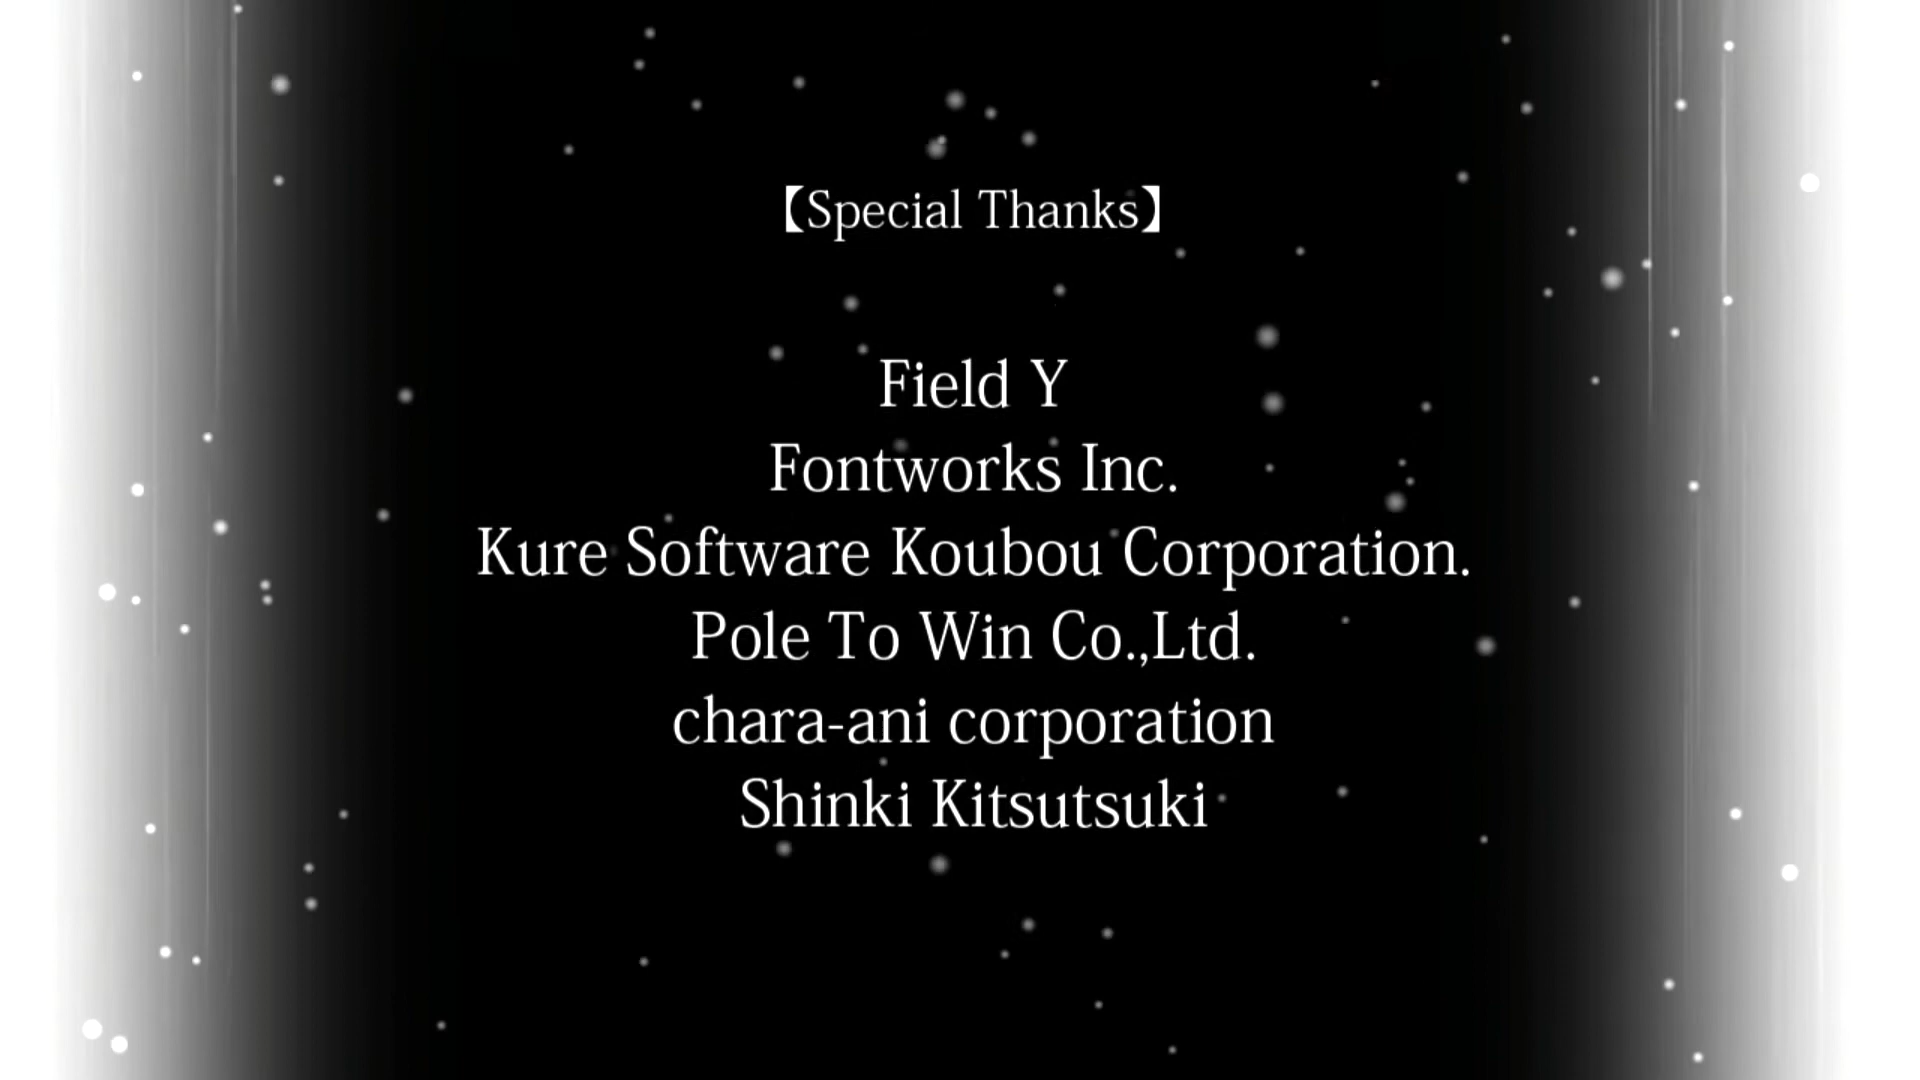 【Special Thanks】
Field Y
Fontworks Inc.
Kure Software Koubou Corporation.
Pole To Win Co.,Ltd.
chara-ani corporation
Shinki Kitsutsuki